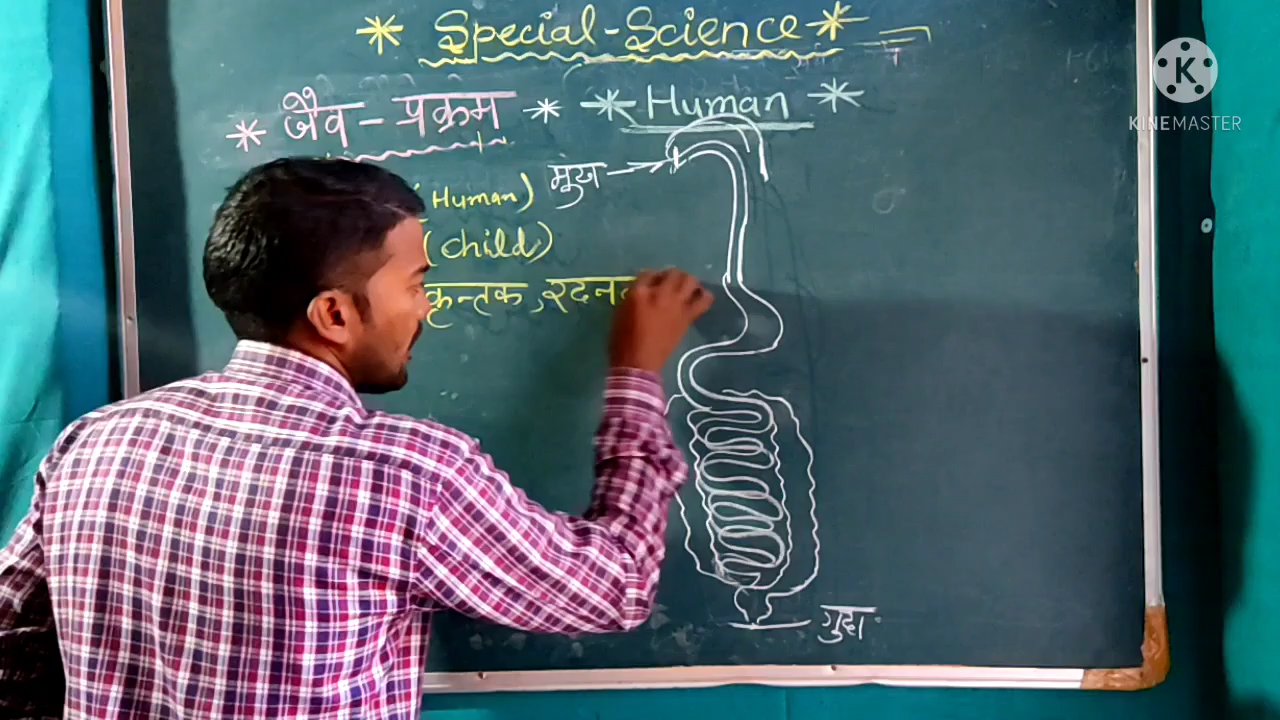 * Special-Science *
* जैव-प्रक्रम * * Human *
(Human) मुख
(child)
कृन्तक, रदनक
गुदा
K
KINEMASTER